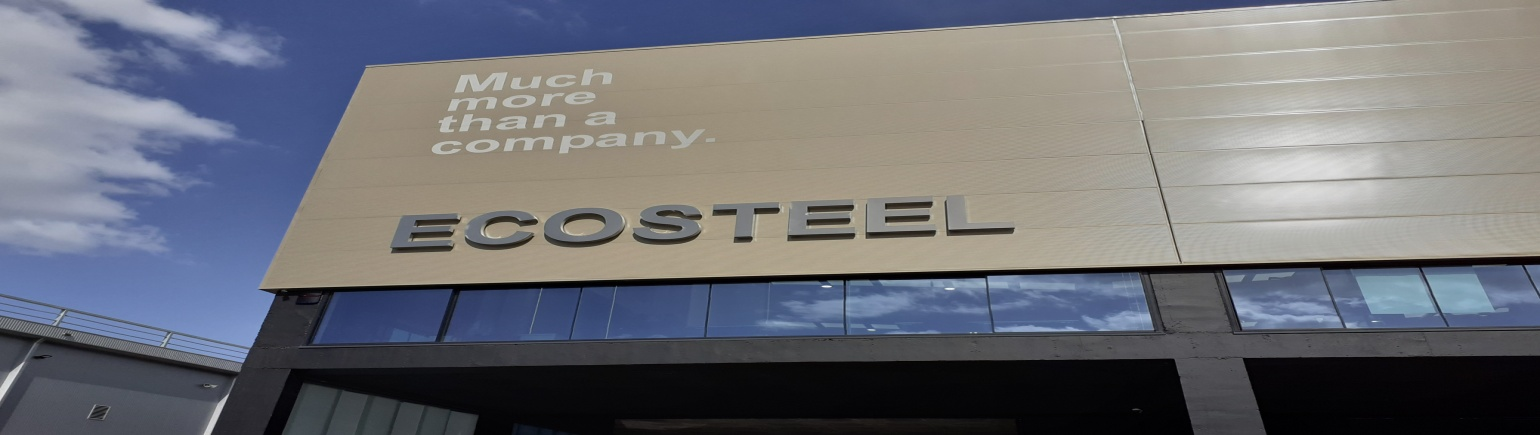 Much
more
than a
company.
ECOSTEEL